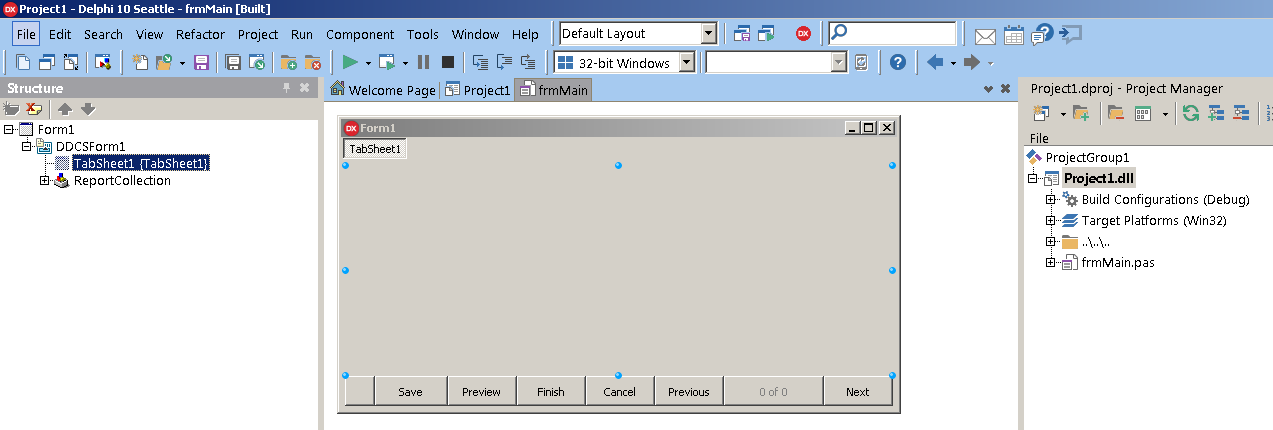 DX Project1 - Delphi 10 Seattle - frmMain [Built]
File Edit Search View Refactor Project Run Component Tools Window Help Default Layout DX
32-bit Windows
Structure
Welcome Page Project1 frmMain
Project1.dproj - Project Manager
File
Form1
DDCSForm1
TabSheet1 {TabSheet1}
ReportCollection
DX Form1
TabSheet1
Save Preview Finish Cancel Previous 0 of 0 Next
ProjectGroup1
Project1.dll
Build Configurations (Debug)
Target Platforms (Win32)
..\..\..
frmMain.pas